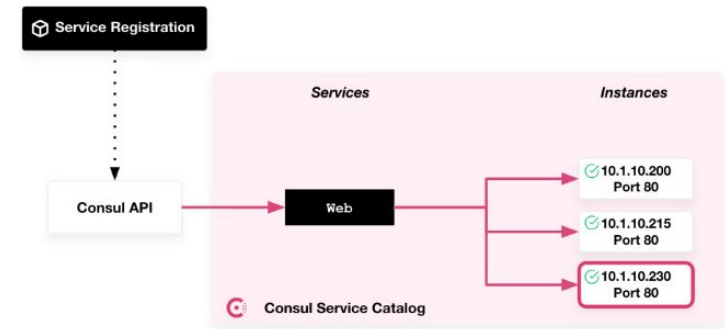 Service Registration
Services
Instances
10.1.10.200
Port 80
Consul API
Web
10.1.10.215
Port 80
10.1.10.230
Port 80
Consul Service Catalog